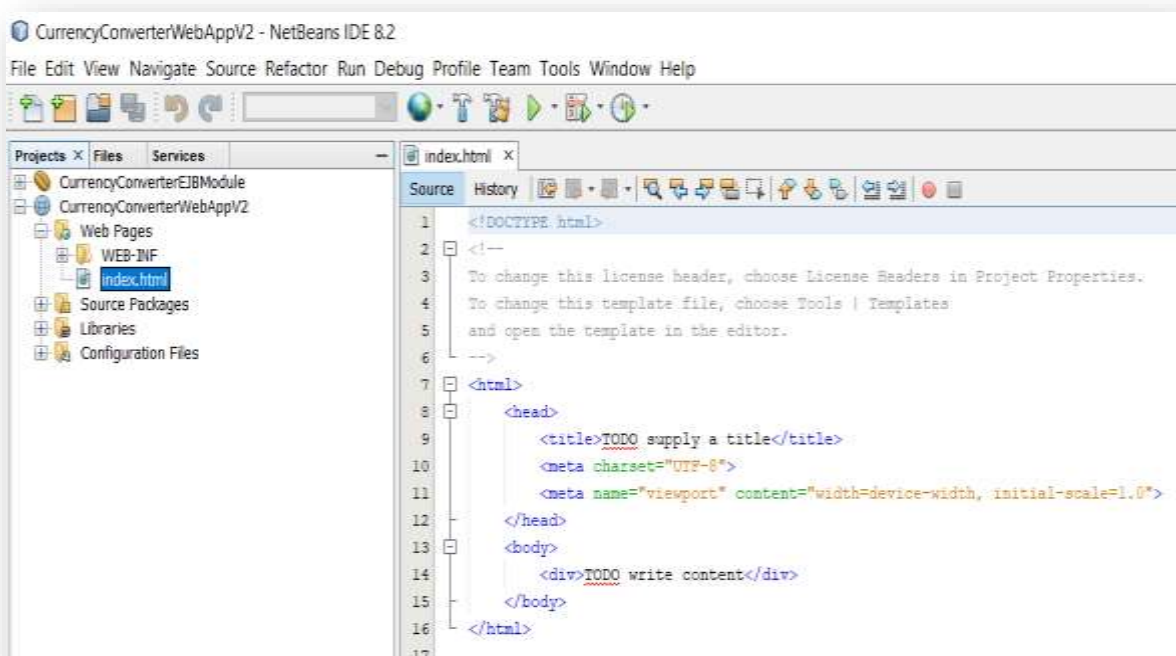 CurrencyConverterWebAppV2 - NetBeans IDE 8.2
File Edit View Navigate Source Refactor Run Debug Profile Team Tools Window Help
Projects × Files Services
index.html ×
CurrencyConverterEJBModule
CurrencyConverterWebAppV2
Web Pages
WEB-INF
index.html
Source Packages
Libraries
Configuration Files
Source History
1 <!DOCTYPE html>
2 <!--
3 To change this license header, choose License Headers in Project Properties.
4 To change this template file, choose Tools | Templates
5 and open the template in the editor.
6 -->
7 <html>
8 <head>
9 <title>TODO supply a title</title>
10 <meta charset="UTF-8">
11 <meta name="viewport" content="width=device-width, initial-scale=1.0">
12 </head>
13 <body>
14 <div>TODO write content</div>
15 </body>
16 </html>
17